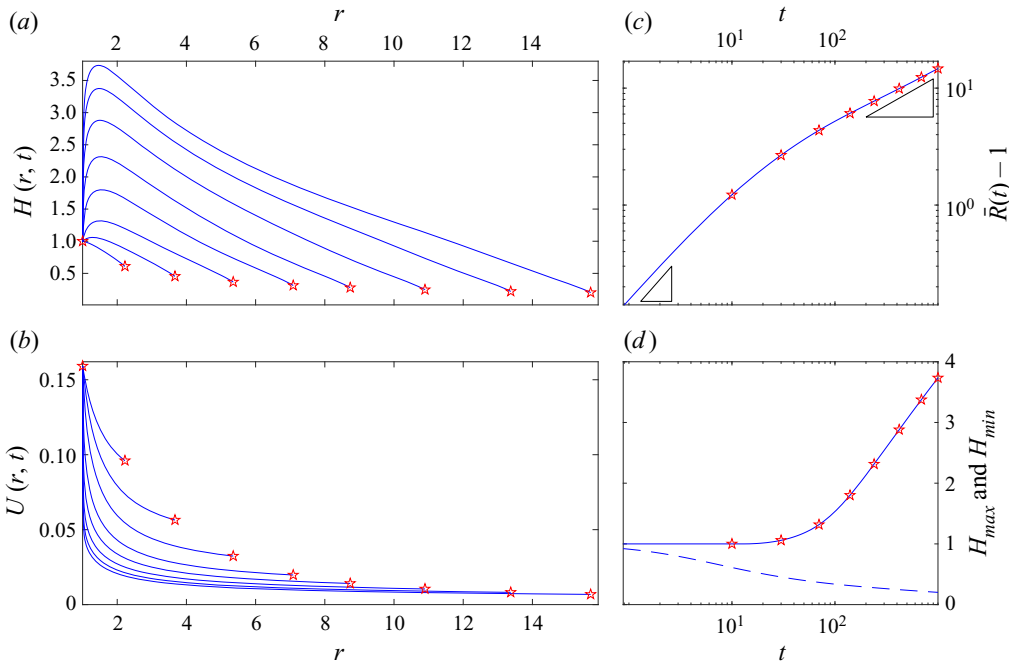 (a)
r
2 4 6 8 10 12 14
3.5
3.0
2.5
2.0
1.5
1.0
0.5
H (r, t)
(c)
t
10^1 10^2
10^1
10^0
R̄(t) − 1
(b)
0.15
0.10
0.05
0
U (r, t)
2 4 6 8 10 12 14
r
(d)
4
3
2
1
0
H_max and H_min
10^1 10^2
t